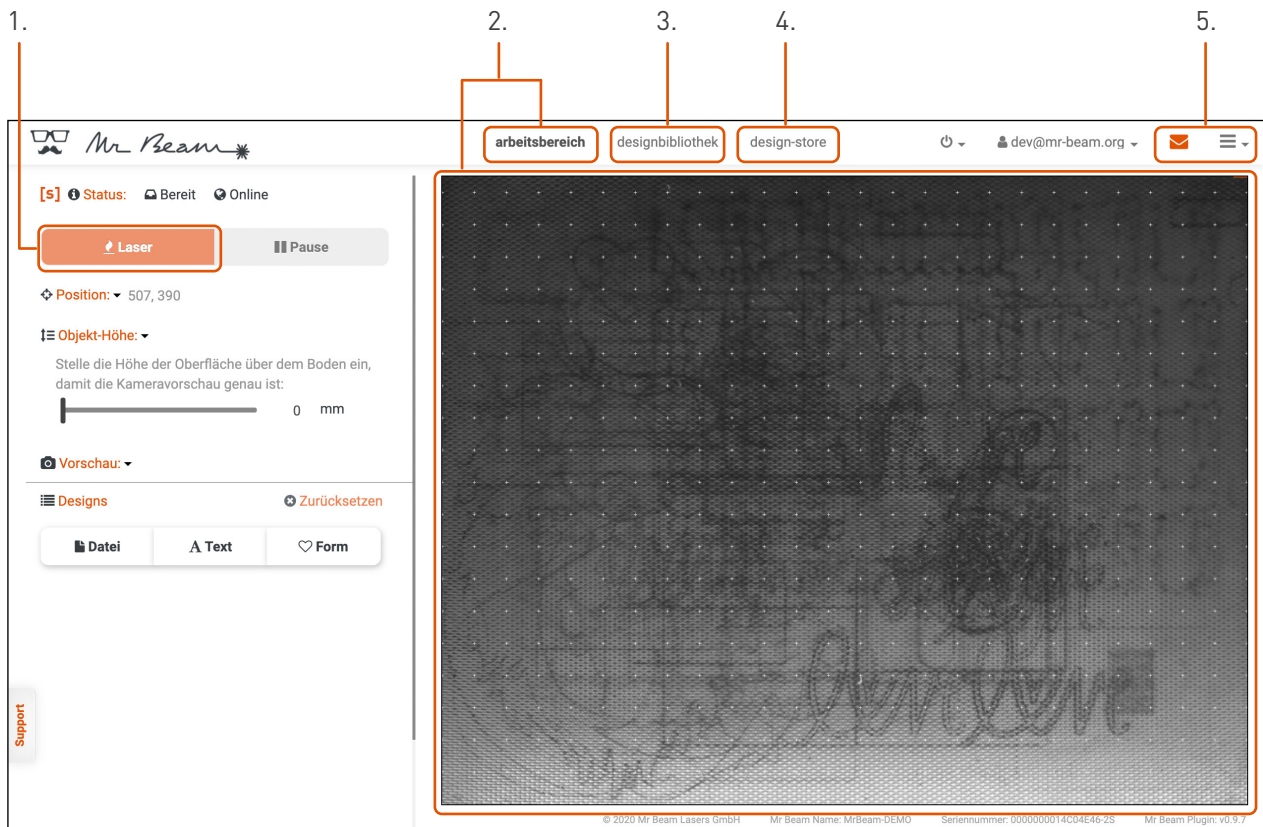 1. 2. 3. 4. 5.
Mr Beam arbeitsbereich designbibliothek design-store dev@mr-beam.org
[s] Status: Bereit Online
Laser Pause
Position: 507, 390
Objekt-Höhe:
Stelle die Höhe der Oberfläche über dem Boden ein,
damit die Kameravorschau genau ist:
0 mm
Vorschau:
Designs Zurücksetzen
Datei A Text Form
Support
© 2020 Mr Beam Lasers GmbH Mr Beam Name: MrBeam-DEMO Seriennummer: 0000000014C04E46-2S Mr Beam Plugin: v0.9.7